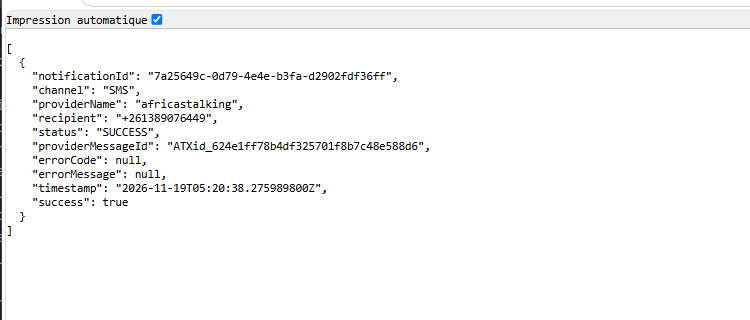 Impression automatique
[
  {
    "notificationId": "7a25649c-0d79-4e4e-b3fa-d2902fdf36ff",
    "channel": "SMS",
    "providerName": "africastalking",
    "recipient": "+261389076449",
    "status": "SUCCESS",
    "providerMessageId": "ATXid_624e1ff78b4df325701f8b7c48e588d6",
    "errorCode": null,
    "errorMessage": null,
    "timestamp": "2026-11-19T05:20:38.275989800Z",
    "success": true
  }
]